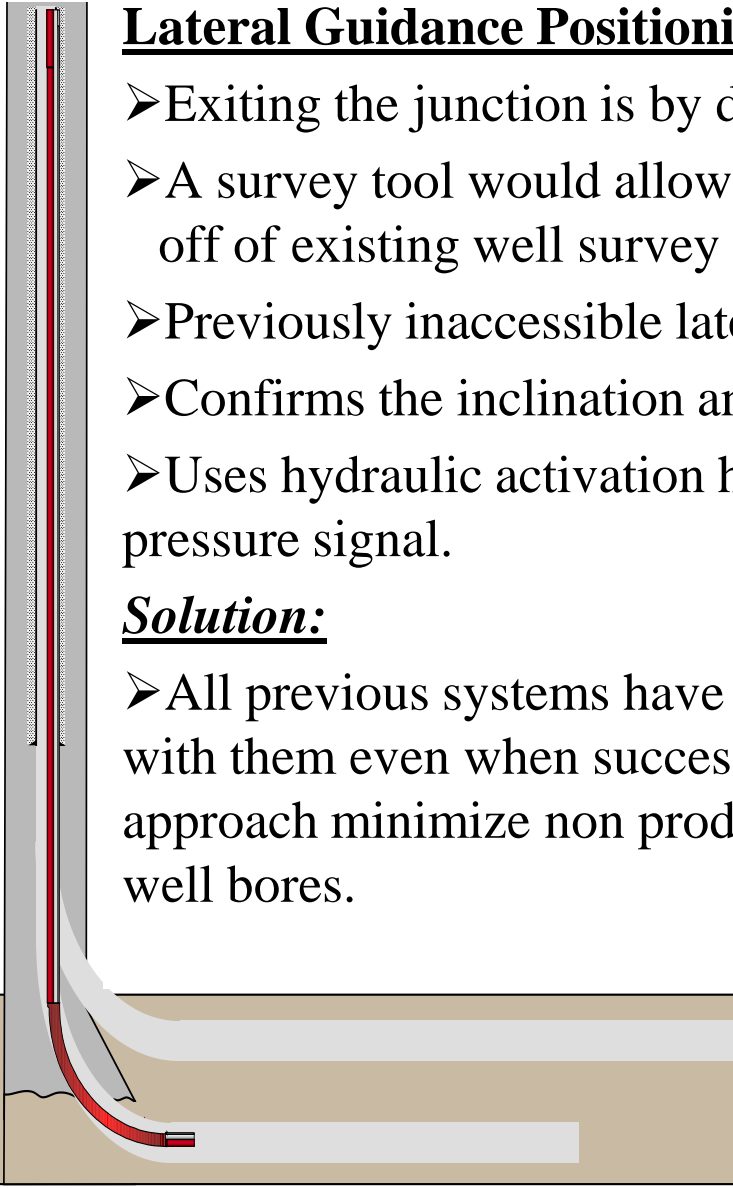 Lateral Guidance Positioni
➢Exiting the junction is by d
➢A survey tool would allow
off of existing well survey
➢Previously inaccessible late
➢Confirms the inclination an
➢Uses hydraulic activation h
pressure signal.
Solution:
➢All previous systems have
with them even when succes
approach minimize non prod
well bores.